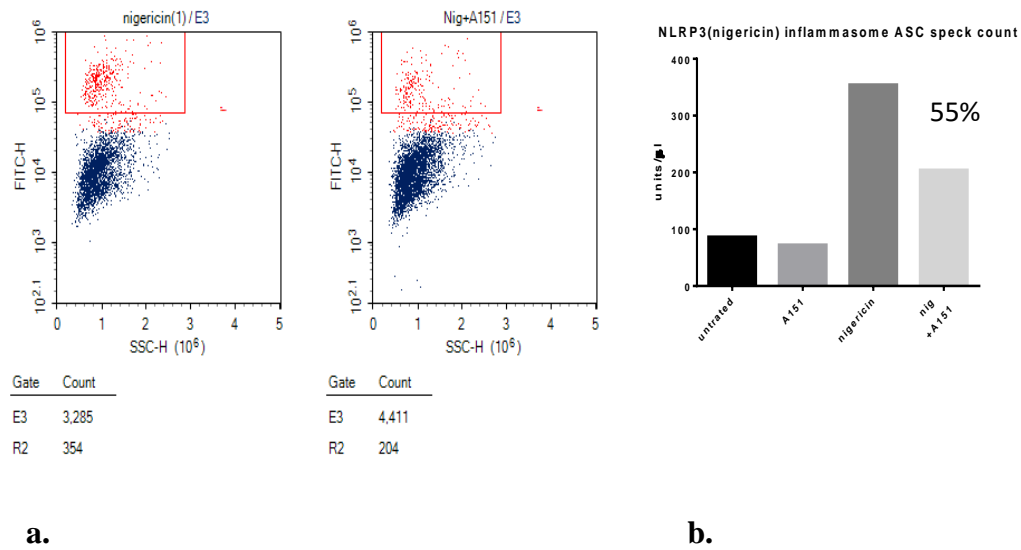 nigericin(1) / E3
10^6
10^5
10^4
10^3
10^2.1
FITC-H
0 1 2 3 4 5
SSC-H (10^6)
Gate Count
E3 3,285
R2 354
Nig+A151 / E3
10^6
10^5
10^4
10^3
10^2.1
FITC-H
0 1 2 3 4 5
SSC-H (10^6)
Gate Count
E3 4,411
R2 204
a.
NLRP3(nigericin) inflammasome ASC speck count
400
300
200
100
0
55%
untrated
A151
nigericin
nig
+A151
b.